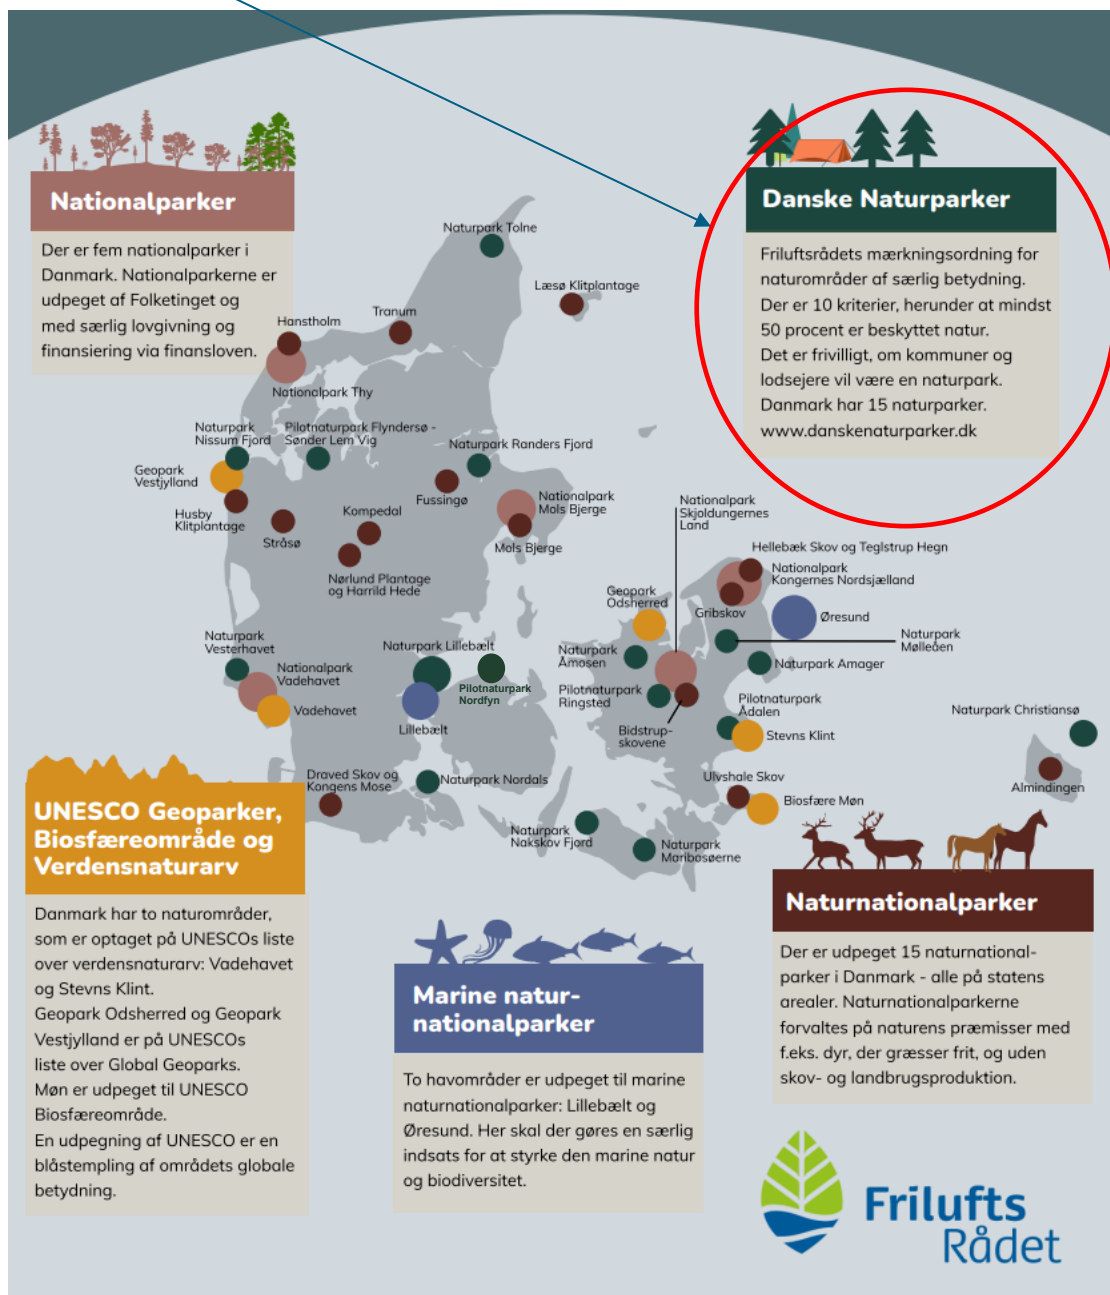 Nationalparker
Der er fem nationalparker i
Danmark. Nationalparkerne er
udpeget af Folketinget og
med særlig lovgivning og
finansiering via finansloven.
Danske Naturparker
Friluftsrådets mærkningsordning for
naturområder af særlig betydning.
Der er 10 kriterier, herunder at mindst
50 procent er beskyttet natur.
Det er frivilligt, om kommuner og
lodsejere vil være en naturpark.
Danmark har 15 naturparker.
www.danskenaturparker.dk
Naturpark Tolne
Læsø Klitplantage
Tranum
Hanstholm
Nationalpark Thy
Naturpark
Nissum Fjord
Pilotnaturpark Flyndersø -
Sønder Lem Vig
Naturpark Randers Fjord
Geopark
Vestjylland
Husby
Klitplantage
Stråsø
Kompedal
Fussingø
Nationalpark
Mols Bjerge
Mols Bjerge
Nørlund Plantage
og Harrild Hede
Nationalpark
Skjoldungernes
Land
Hellebæk Skov og Teglstrup Hegn
Nationalpark
Kongernes Nordsjælland
Gribskov
Øresund
Geopark
Odsherred
Naturpark
Mølleåen
Naturpark
Åmosen
Naturpark Amager
Pilotnaturpark
Ringsted
Bidstrup-
skovene
Pilotnaturpark
Ådalen
Stevns Klint
Naturpark
Vesterhavet
Nationalpark
Vadehavet
Vadehavet
Naturpark Lillebælt
Pilotnaturpark
Nordfyn
Lillebælt
Naturpark Christiansø
Almindingen
Draved Skov og
Kongens Mose
Naturpark Nordals
Ulvshale Skov
Biosfære Møn
Naturpark
Nakskov Fjord
Naturpark
Maribosøerne
UNESCO Geoparker,
Biosfæreområde og
Verdensnaturarv
Danmark har to naturområder,
som er optaget på UNESCOs liste
over verdensnaturarv: Vadehavet
og Stevns Klint.
Geopark Odsherred og Geopark
Vestjylland er på UNESCOs
liste over Global Geoparks.
Møn er udpeget til UNESCO
Biosfæreområde.
En udpegning af UNESCO er en
blåstempling af områdets globale
betydning.
Marine natur-
nationalparker
To havområder er udpeget til marine
naturnationalparker: Lillebælt og
Øresund. Her skal der gøres en særlig
indsats for at styrke den marine natur
og biodiversitet.
Naturnationalparker
Der er udpeget 15 naturnational-
parker i Danmark - alle på statens
arealer. Naturnationalparkerne
forvaltes på naturens præmisser med
f.eks. dyr, der græsser frit, og uden
skov- og landbrugsproduktion.
Frilufts
Rådet